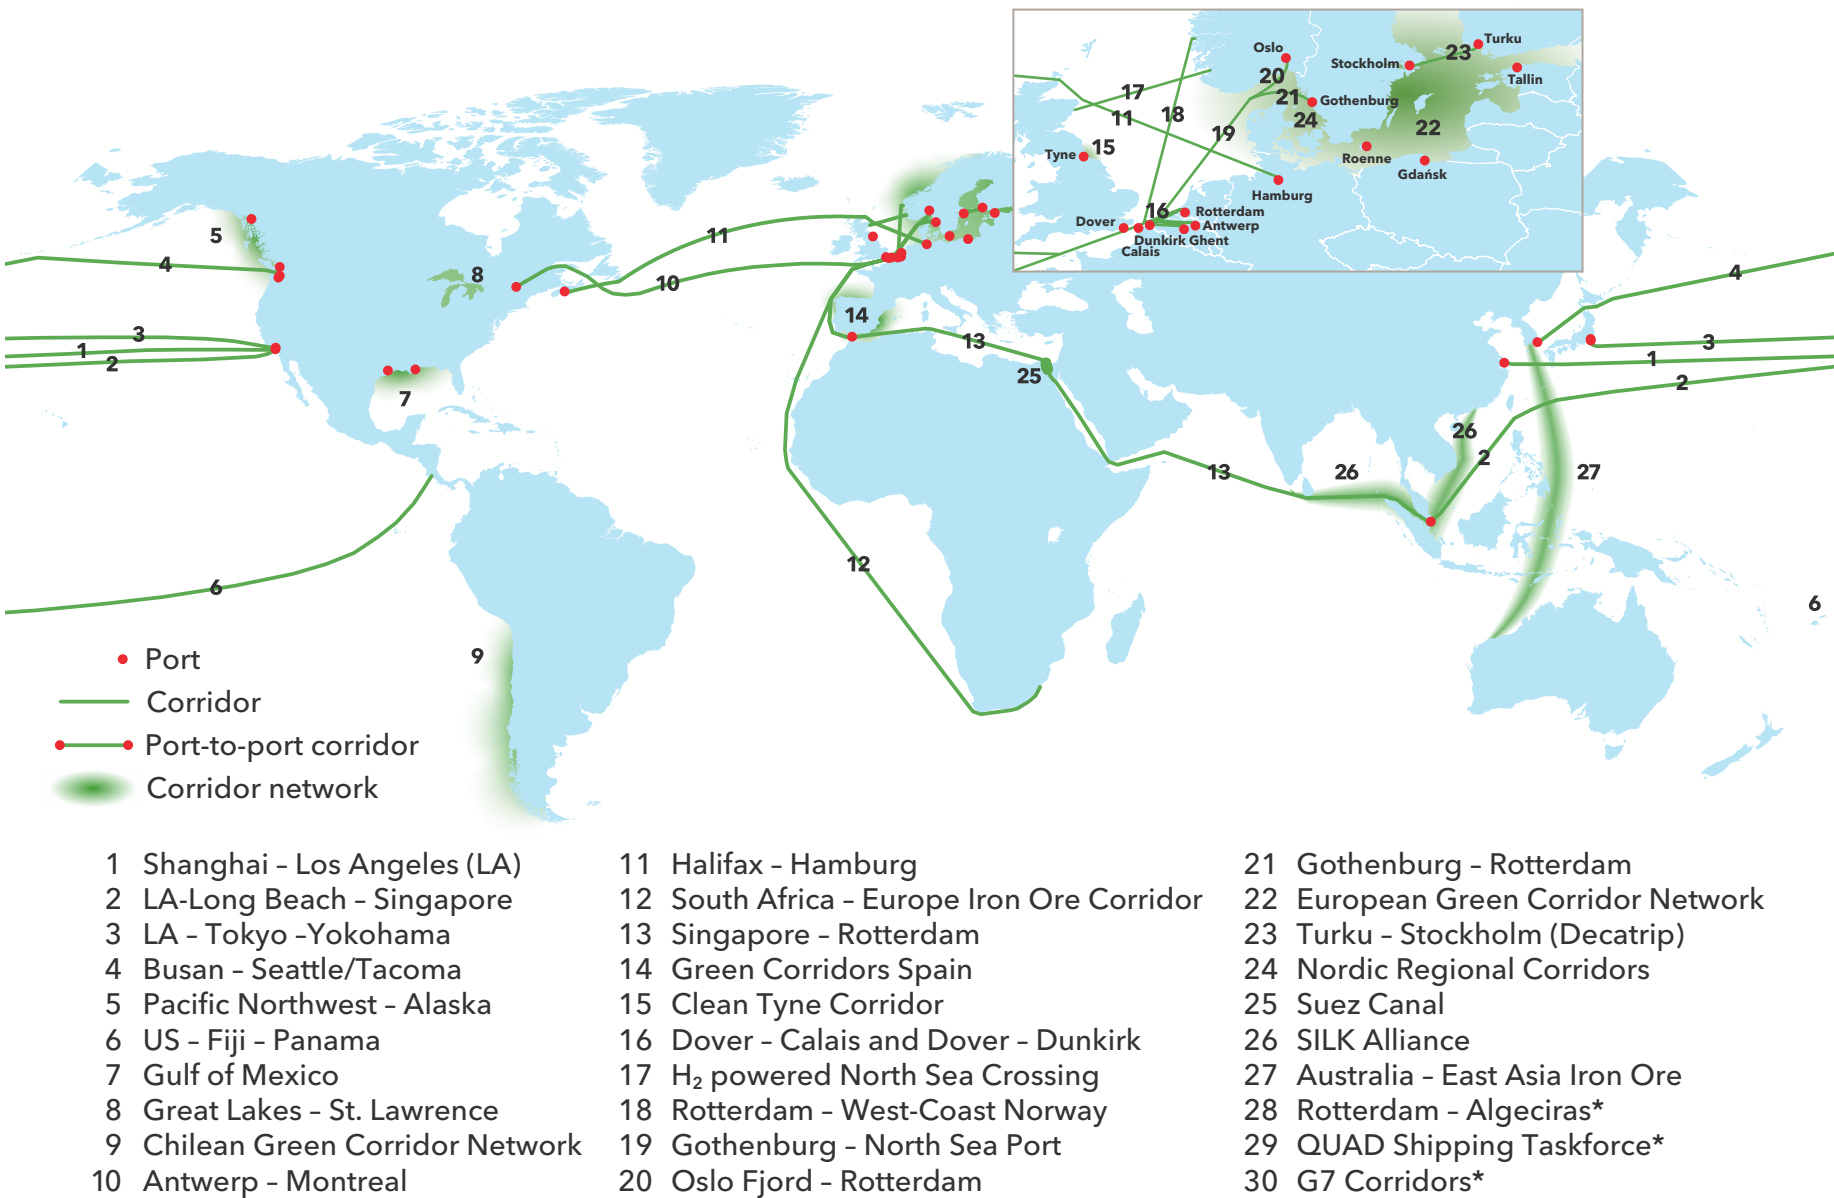 Oslo
20
Stockholm
23
Turku
Tallin
17
18
11
21
Gothenburg
24
19
22
Tyne
15
Roenne
Gdańsk
Hamburg
16
Rotterdam
Dover
Antwerp
Dunkirk Ghent
Calais
5
4
8
11
10
3
1
2
7
14
13
25
4
3
1
2
26
2
26
27
13
12
6
6
9
Port
Corridor
Port-to-port corridor
Corridor network
1 Shanghai – Los Angeles (LA)
2 LA-Long Beach – Singapore
3 LA – Tokyo –Yokohama
4 Busan – Seattle/Tacoma
5 Pacific Northwest – Alaska
6 US – Fiji – Panama
7 Gulf of Mexico
8 Great Lakes – St. Lawrence
9 Chilean Green Corridor Network
10 Antwerp – Montreal
11 Halifax – Hamburg
12 South Africa – Europe Iron Ore Corridor
13 Singapore – Rotterdam
14 Green Corridors Spain
15 Clean Tyne Corridor
16 Dover – Calais and Dover – Dunkirk
17 H₂ powered North Sea Crossing
18 Rotterdam – West-Coast Norway
19 Gothenburg – North Sea Port
20 Oslo Fjord – Rotterdam
21 Gothenburg – Rotterdam
22 European Green Corridor Network
23 Turku – Stockholm (Decatrip)
24 Nordic Regional Corridors
25 Suez Canal
26 SILK Alliance
27 Australia – East Asia Iron Ore
28 Rotterdam – Algeciras*
29 QUAD Shipping Taskforce*
30 G7 Corridors*